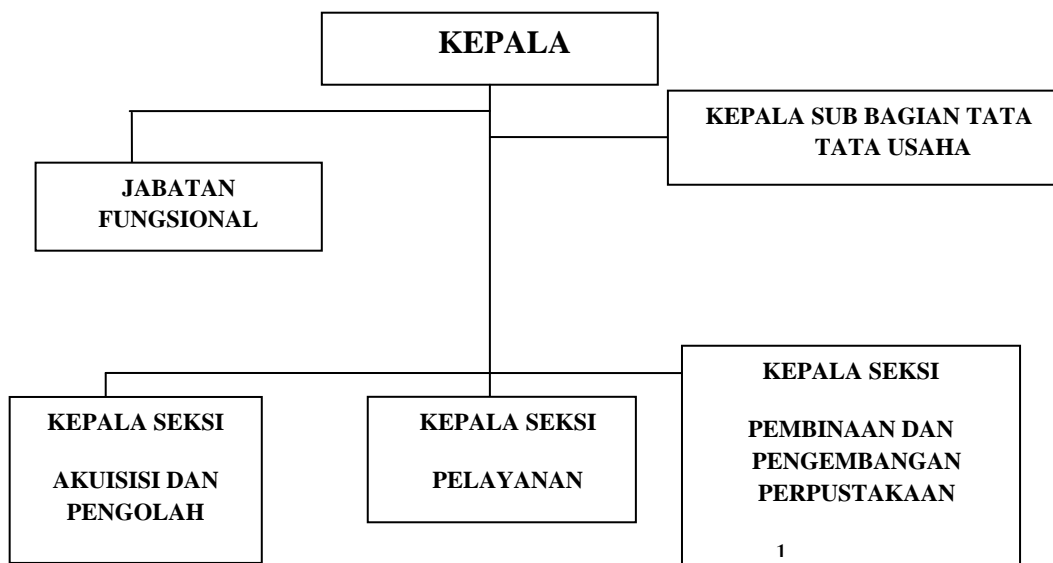 KEPALA
KEPALA SUB BAGIAN TATA
TATA USAHA
JABATAN
FUNGSIONAL
KEPALA SEKSI
AKUISISI DAN
PENGOLAH
KEPALA SEKSI
PELAYANAN
KEPALA SEKSI
PEMBINAAN DAN
PENGEMBANGAN
PERPUSTAKAAN
1